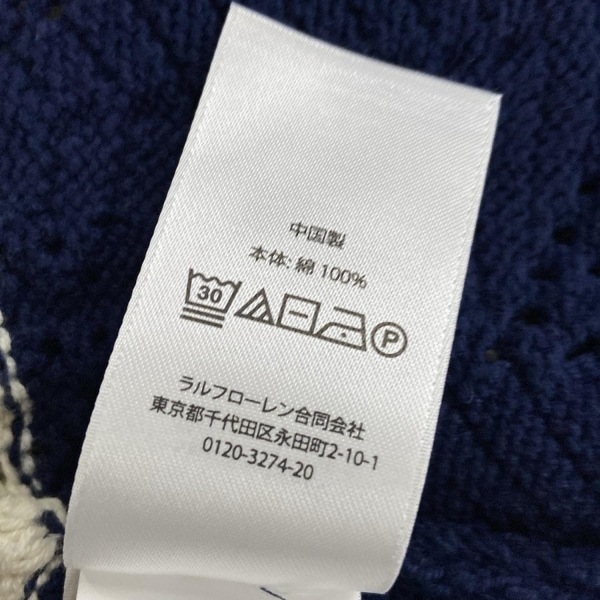 中国製
本体: 綿 100%
30 P
ラルフローレン合同会社
東京都千代田区永田町2-10-1
0120-3274-20